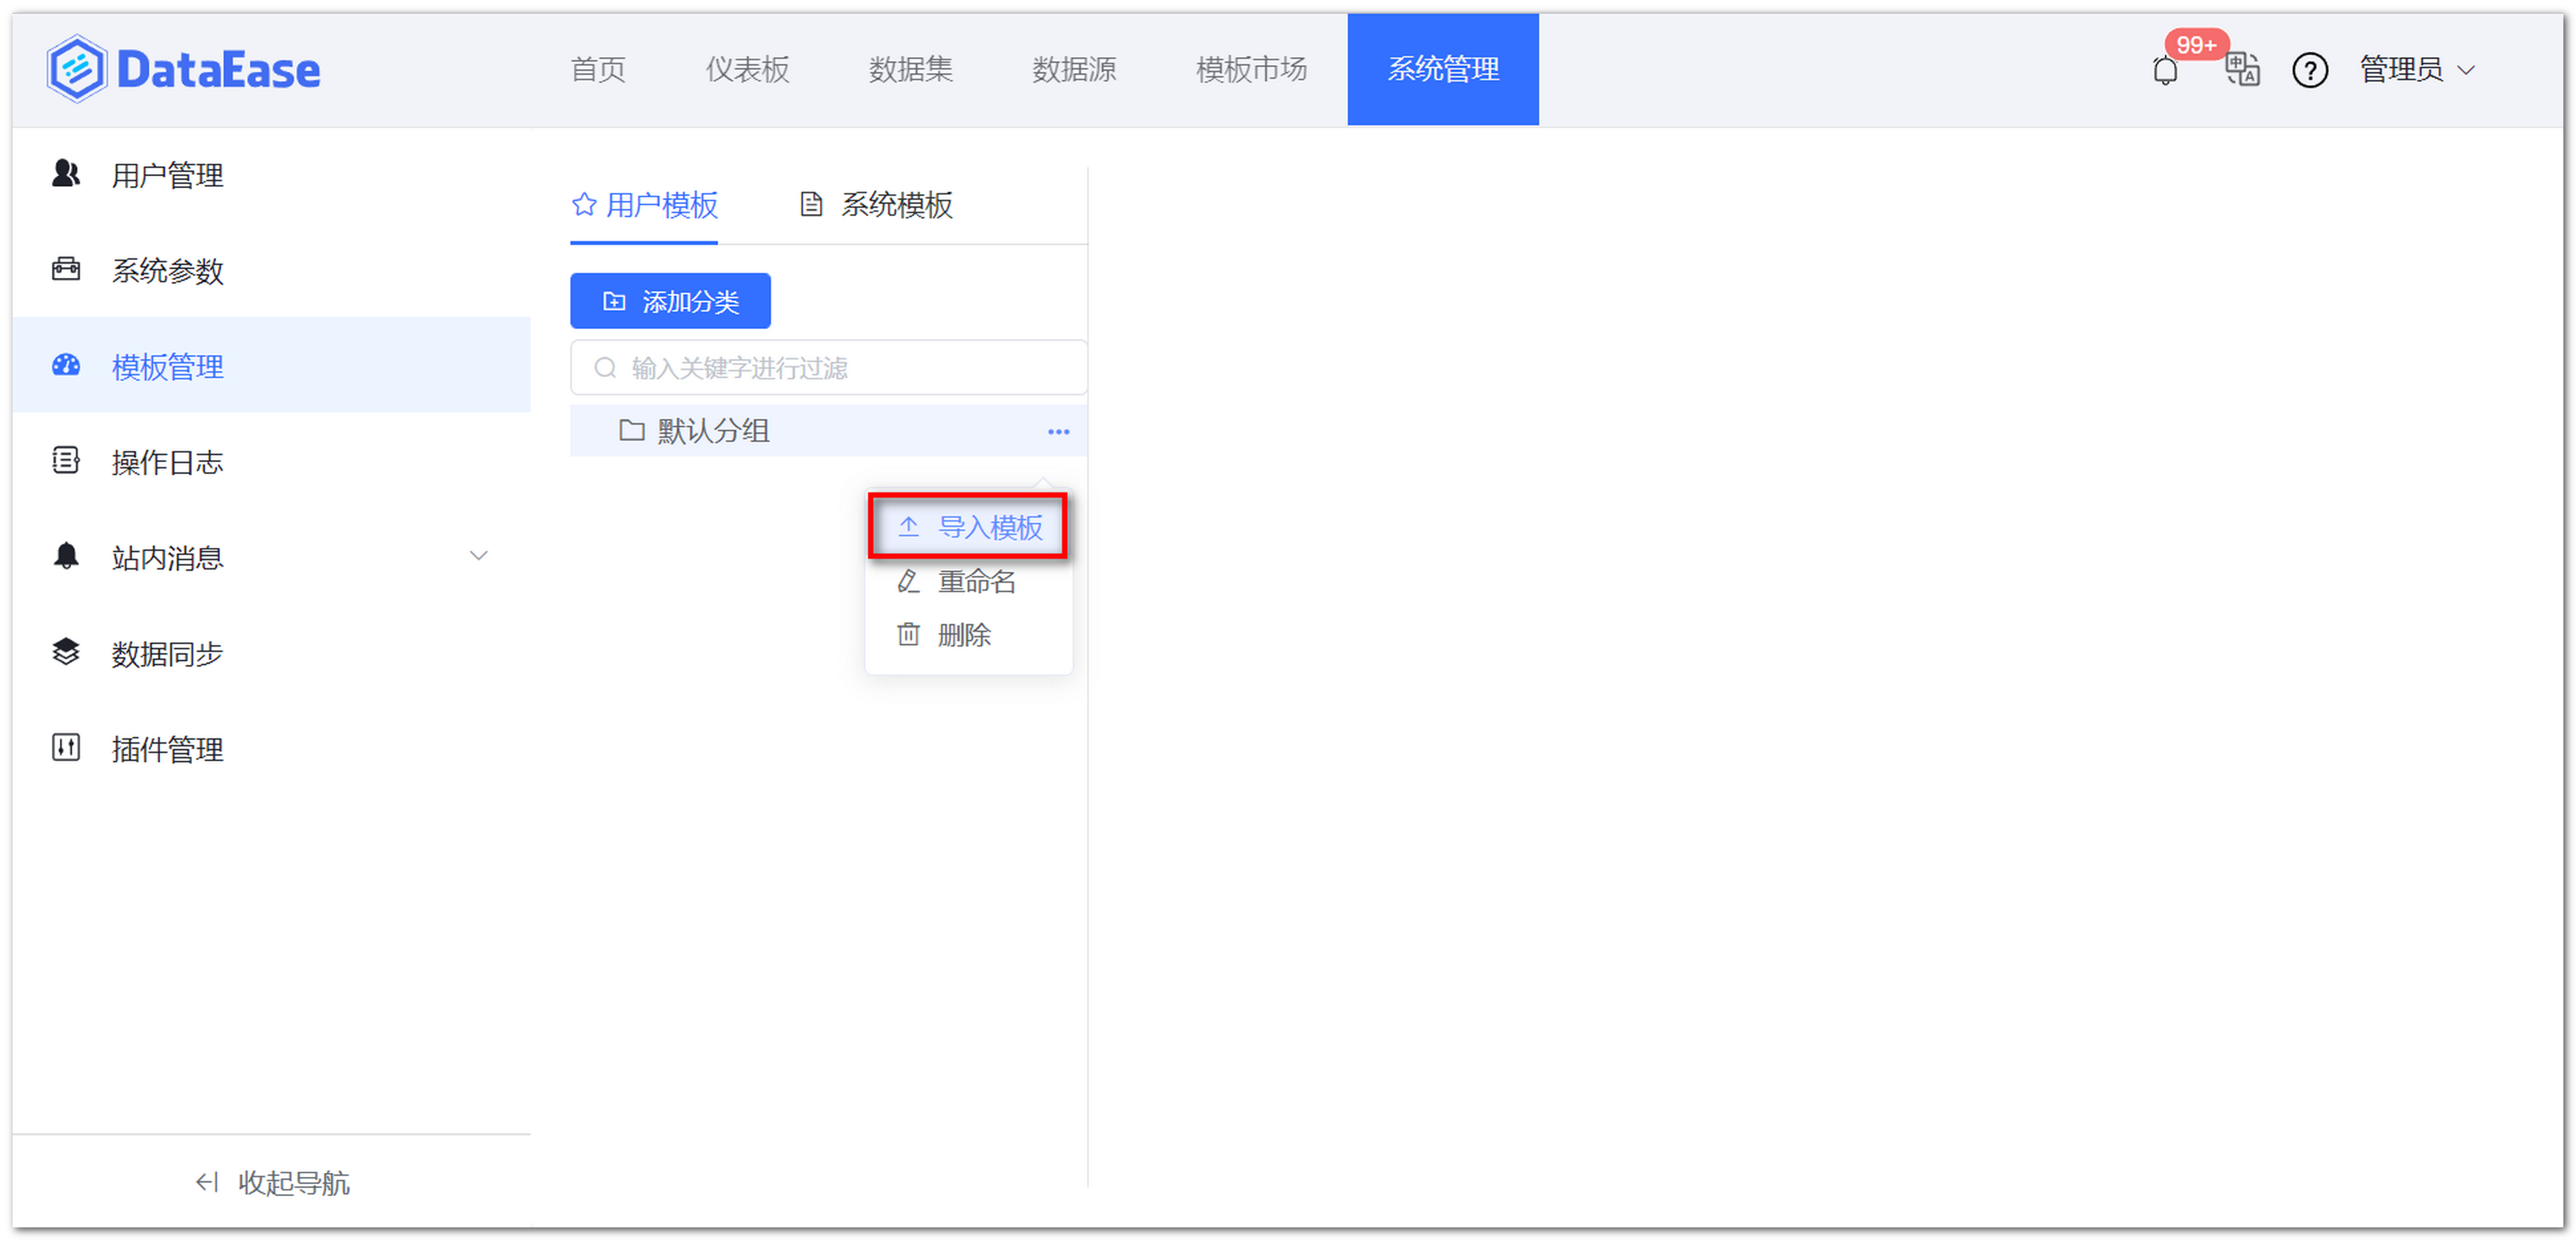 DataEase
首页
仪表板
数据集
数据源
模板市场
系统管理
99+
中
A
?
管理员
用户管理
系统参数
模板管理
操作日志
站内消息
数据同步
插件管理
收起导航
用户模板
系统模板
添加分类
输入关键字进行过滤
默认分组
导入模板
重命名
删除